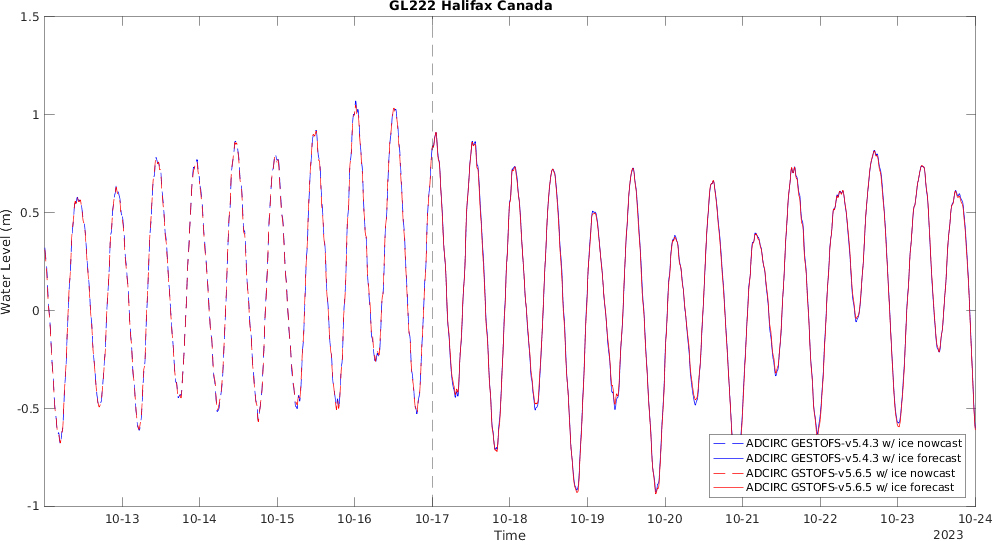 GL222 Halifax Canada
1.5
1
0.5
0
-0.5
-1
Water Level (m)
10-13 10-14 10-15 10-16 10-17 10-18 10-19 10-20 10-21 10-22 10-23 10-24
Time
2023
ADCIRC GESTOFS-v5.4.3 w/ ice nowcast
ADCIRC GESTOFS-v5.4.3 w/ ice forecast
ADCIRC GSTOFS-v5.6.5 w/ ice nowcast
ADCIRC GSTOFS-v5.6.5 w/ ice forecast